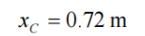 x_C = 0.72 m